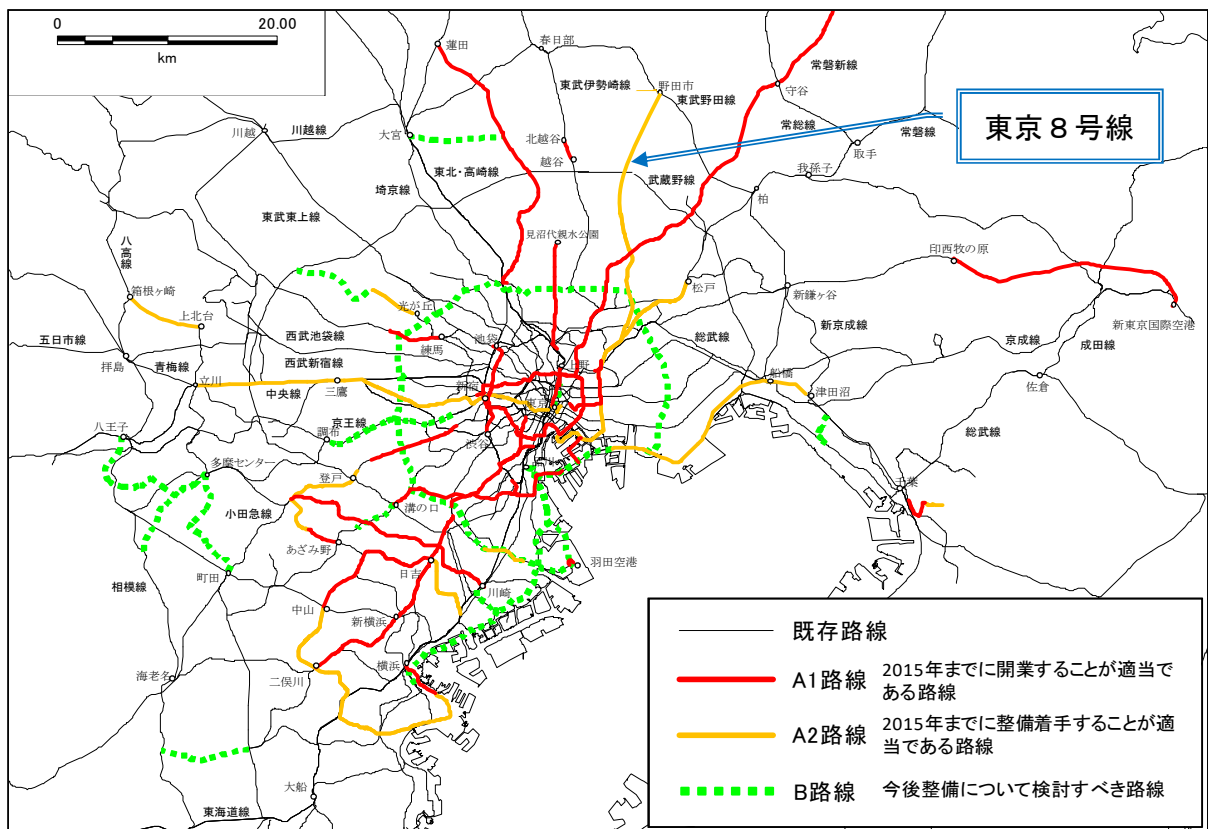 0 20.00
km
蓮田
春日部
常磐新線
東武伊勢崎線
野田市
東武野田線
守谷
東京8号線
川越
川越線
大宮
北越谷
越谷
常総線
常磐線
取手
我孫子
東北・高崎線
武蔵野線
埼京線
柏
東武東上線
八高線
見沼代親水公園
印西牧の原
箱根ヶ崎
上北台
光が丘
松戸
新鎌ヶ谷
新東京国際空港
五日市線
西武池袋線
練馬
池袋
総武線
新京成線
京成線
成田線
拝島
青梅線
西武新宿線
上野
船橋
立川
中央線
三鷹
新宿
東京
津田沼
佐倉
八王子
京王線
調布
渋谷
総武線
多摩センター
登戸
品川
千葉
小田急線
溝の口
あざみ野
羽田空港
相模線
町田
日吉
川崎
中山
新横浜
海老名
二俣川
横浜
大船
東海道線
既存路線
A1路線 2015年までに開業することが適当で
ある路線
A2路線 2015年までに整備着手することが適
当である路線
B路線 今後整備について検討すべき路線